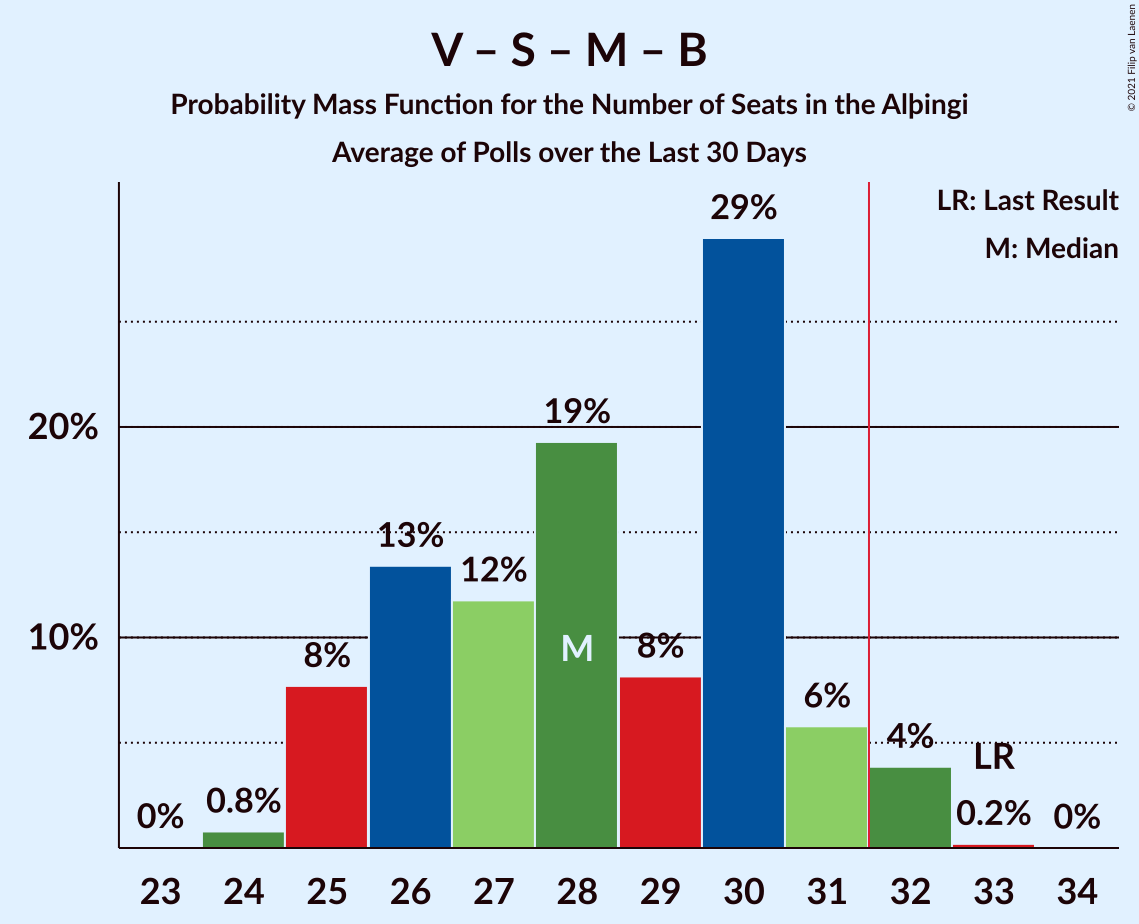 V – S – M – B
Probability Mass Function for the Number of Seats in the Alþingi
Average of Polls over the Last 30 Days
© 2021 Filip van Laenen
LR: Last Result
M: Median
29%
20%
19%
13%
12%
10%
8%
M
8%
6%
4%
LR
0%
0.8%
0.2%
0%
23 24 25 26 27 28 29 30 31 32 33 34